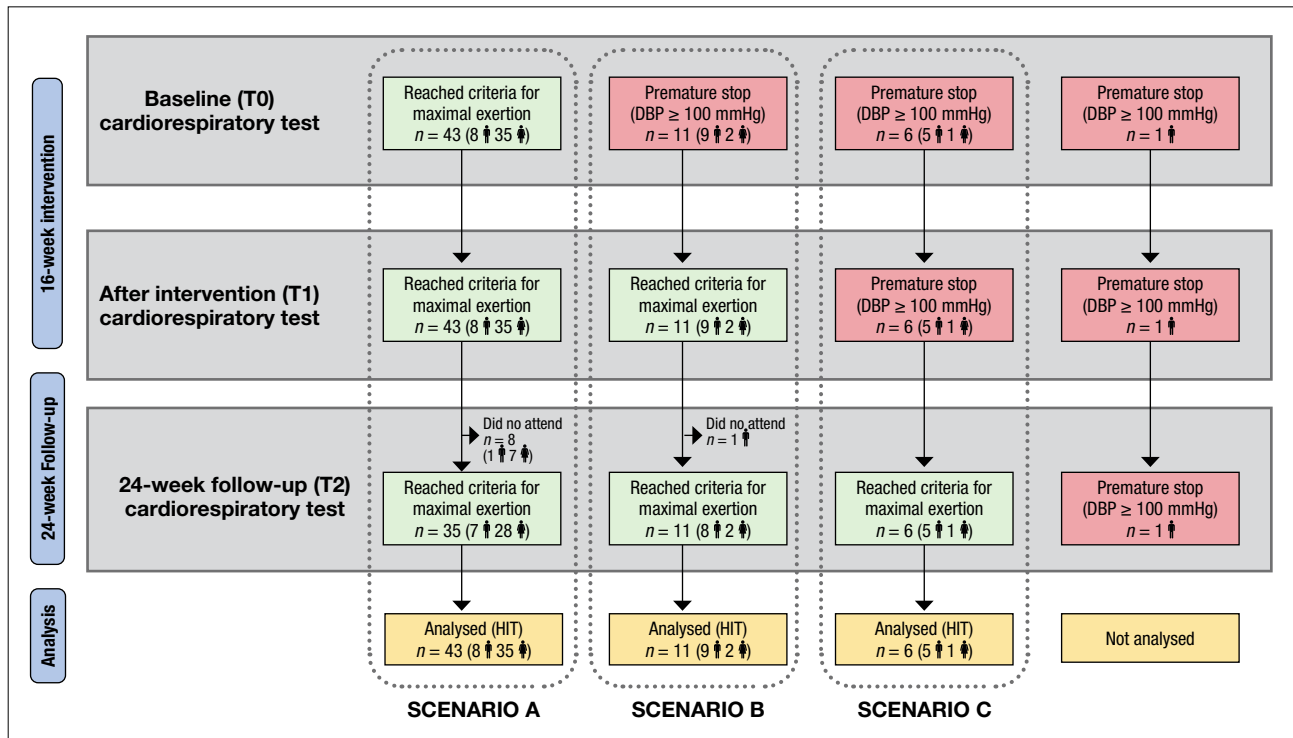 16-week intervention
Baseline (T0)
cardiorespiratory test
Reached criteria for
maximal exertion
n = 43 (8 35 )
Premature stop
(DBP ≥ 100 mmHg)
n = 11 (9 2 )
Premature stop
(DBP ≥ 100 mmHg)
n = 6 (5 1 )
Premature stop
(DBP ≥ 100 mmHg)
n = 1
After intervention (T1)
cardiorespiratory test
Reached criteria for
maximal exertion
n = 43 (8 35 )
Reached criteria for
maximal exertion
n = 11 (9 2 )
Premature stop
(DBP ≥ 100 mmHg)
n = 6 (5 1 )
Premature stop
(DBP ≥ 100 mmHg)
n = 1
24-week Follow-up
24-week follow-up (T2)
cardiorespiratory test
Did no attend
n = 8
(1 7 )
Did no attend
n = 1
Reached criteria for
maximal exertion
n = 35 (7 28 )
Reached criteria for
maximal exertion
n = 11 (8 2 )
Reached criteria for
maximal exertion
n = 6 (5 1 )
Premature stop
(DBP ≥ 100 mmHg)
n = 1
Analysis
Analysed (HIT)
n = 43 (8 35 )
Analysed (HIT)
n = 11 (9 2 )
Analysed (HIT)
n = 6 (5 1 )
Not analysed
SCENARIO A
SCENARIO B
SCENARIO C